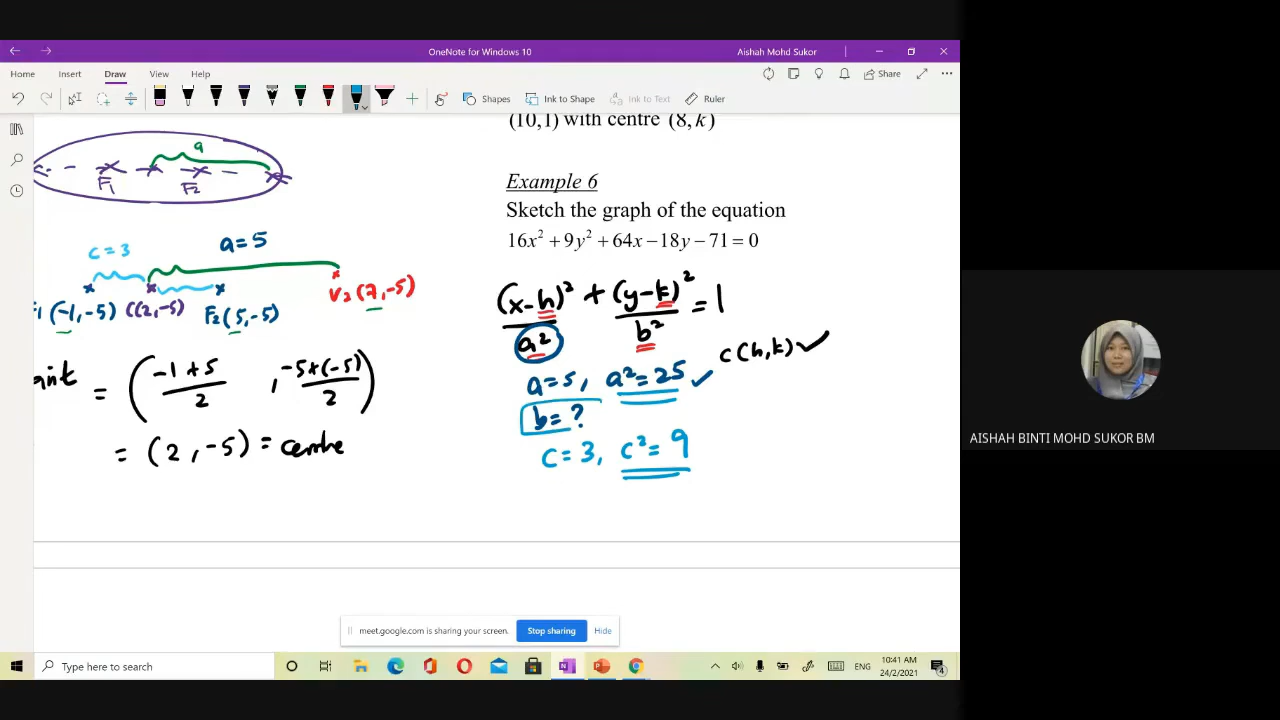 OneNote for Windows 10
Aishah Mohd Sukor
Home Insert Draw View Help
Share
Shapes Ink to Shape Ink to Text Ruler
(10,1) with centre (8, k)
a
F1 F2
Example 6
Sketch the graph of the equation
16x² + 9y² + 64x − 18y − 71 = 0
c = 3 a = 5
(-1, -5) C(2, -5) F2 (5, -5) V2 (7, -5)
(x-h)²/a² + (y-k)²/b² = 1
c(h,k) ✓
= (-1+5/2, -5+(-5)/2)
a=5, a²=25 ✓
b= ?
= (2, -5) = centre
c = 3, c² = 9
AISHAH BINTI MOHD SUKOR BM
meet.google.com is sharing your screen. Stop sharing Hide
Type here to search
ENG
10:41 AM
24/2/2021
4